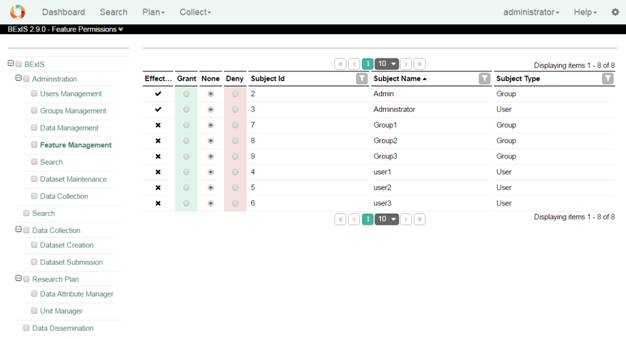 Dashboard Search Plan Collect administrator Help
BExIS 2.9.0 - Feature Permissions
BExIS
Administration
Users Management
Groups Management
Data Management
Feature Management
Search
Dataset Maintenance
Data Collection
Search
Data Collection
Dataset Creation
Dataset Submission
Research Plan
Data Attribute Manager
Unit Manager
Data Dissemination
« ‹ 1 10 › » Displaying items 1 - 8 of 8
Effect... Grant None Deny Subject Id Subject Name Subject Type
2 Admin Group
3 Administrator User
7 Group1 Group
8 Group2 Group
9 Group3 Group
4 user1 User
5 user2 User
6 user3 User
« ‹ 1 10 › » Displaying items 1 - 8 of 8